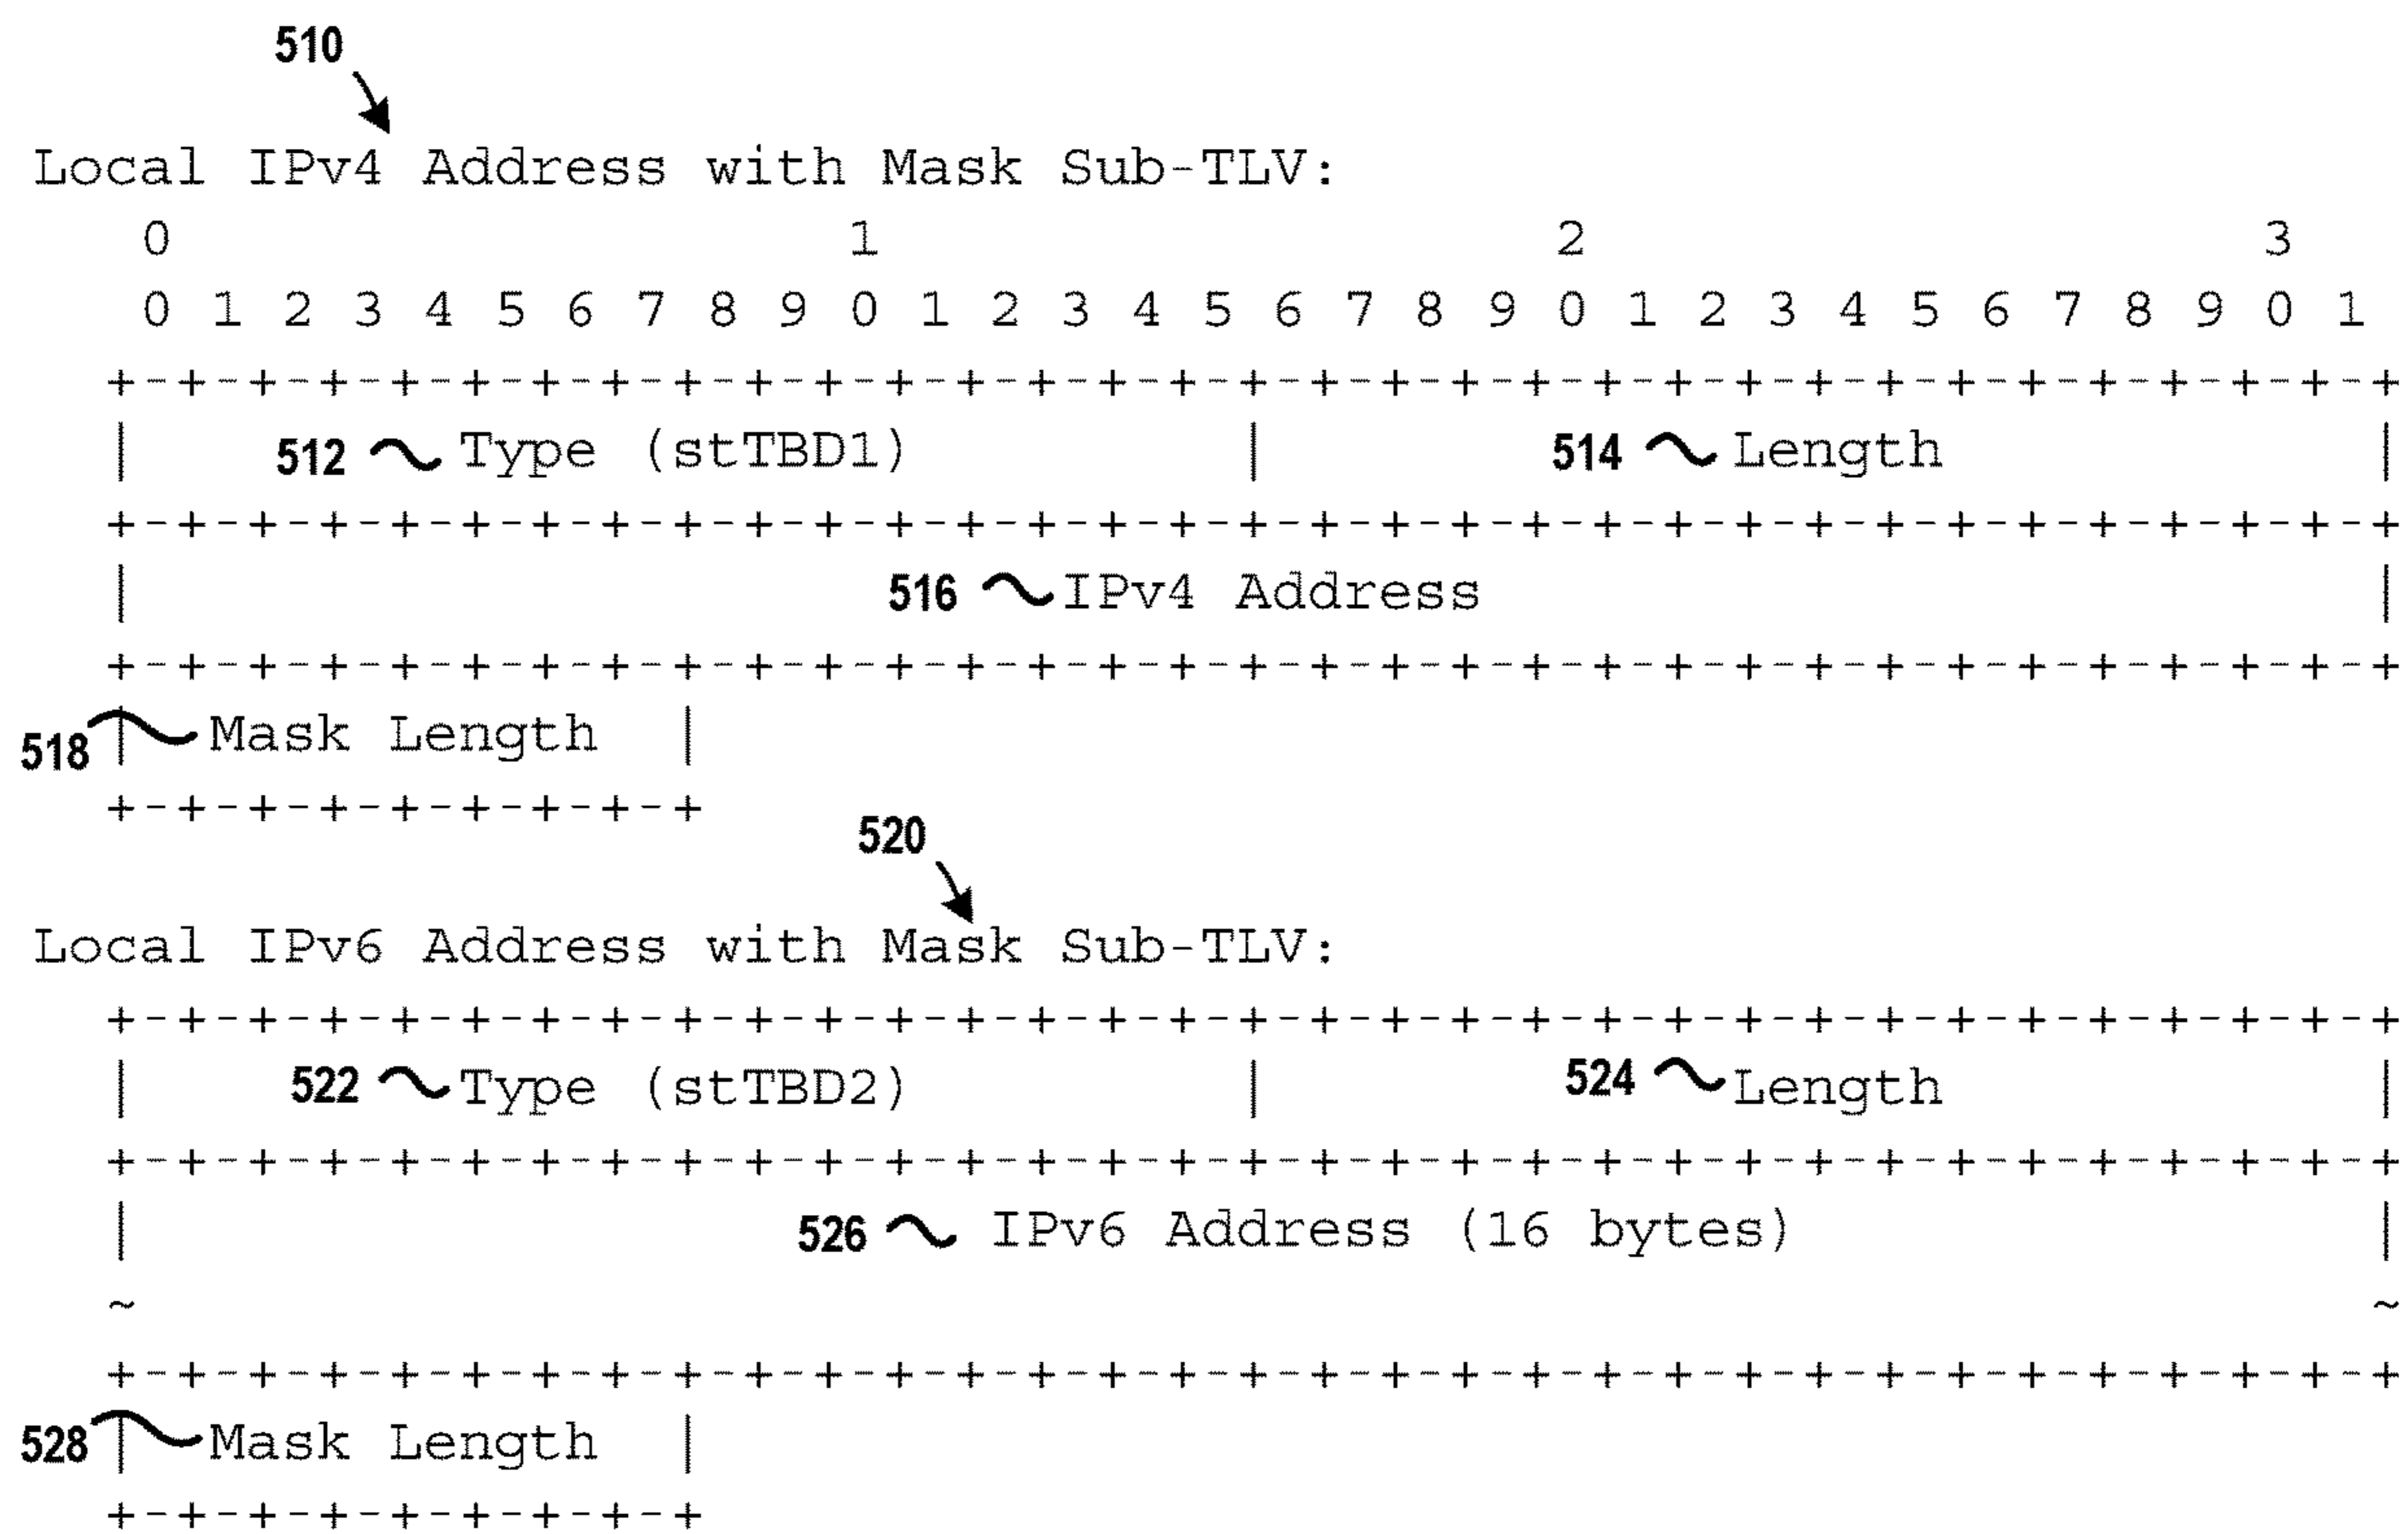 510
Local IPv4 Address with Mask Sub-TLV:
0 1 2 3
0 1 2 3 4 5 6 7 8 9 0 1 2 3 4 5 6 7 8 9 0 1 2 3 4 5 6 7 8 9 0 1
+-+-+-+-+-+-+-+-+-+-+-+-+-+-+-+-+-+-+-+-+-+-+-+-+-+-+-+-+-+-+-+-+
| 512 Type (stTBD1) | 514 Length |
+-+-+-+-+-+-+-+-+-+-+-+-+-+-+-+-+-+-+-+-+-+-+-+-+-+-+-+-+-+-+-+-+
| 516 IPv4 Address |
+-+-+-+-+-+-+-+-+-+-+-+-+-+-+-+-+-+-+-+-+-+-+-+-+-+-+-+-+-+-+-+-+
518 | Mask Length |
+-+-+-+-+-+-+-+-+
520
Local IPv6 Address with Mask Sub-TLV:
+-+-+-+-+-+-+-+-+-+-+-+-+-+-+-+-+-+-+-+-+-+-+-+-+-+-+-+-+-+-+-+-+
| 522 Type (stTBD2) | 524 Length |
+-+-+-+-+-+-+-+-+-+-+-+-+-+-+-+-+-+-+-+-+-+-+-+-+-+-+-+-+-+-+-+-+
| 526 IPv6 Address (16 bytes) |
~ ~
+-+-+-+-+-+-+-+-+-+-+-+-+-+-+-+-+-+-+-+-+-+-+-+-+-+-+-+-+-+-+-+-+
528 | Mask Length |
+-+-+-+-+-+-+-+-+